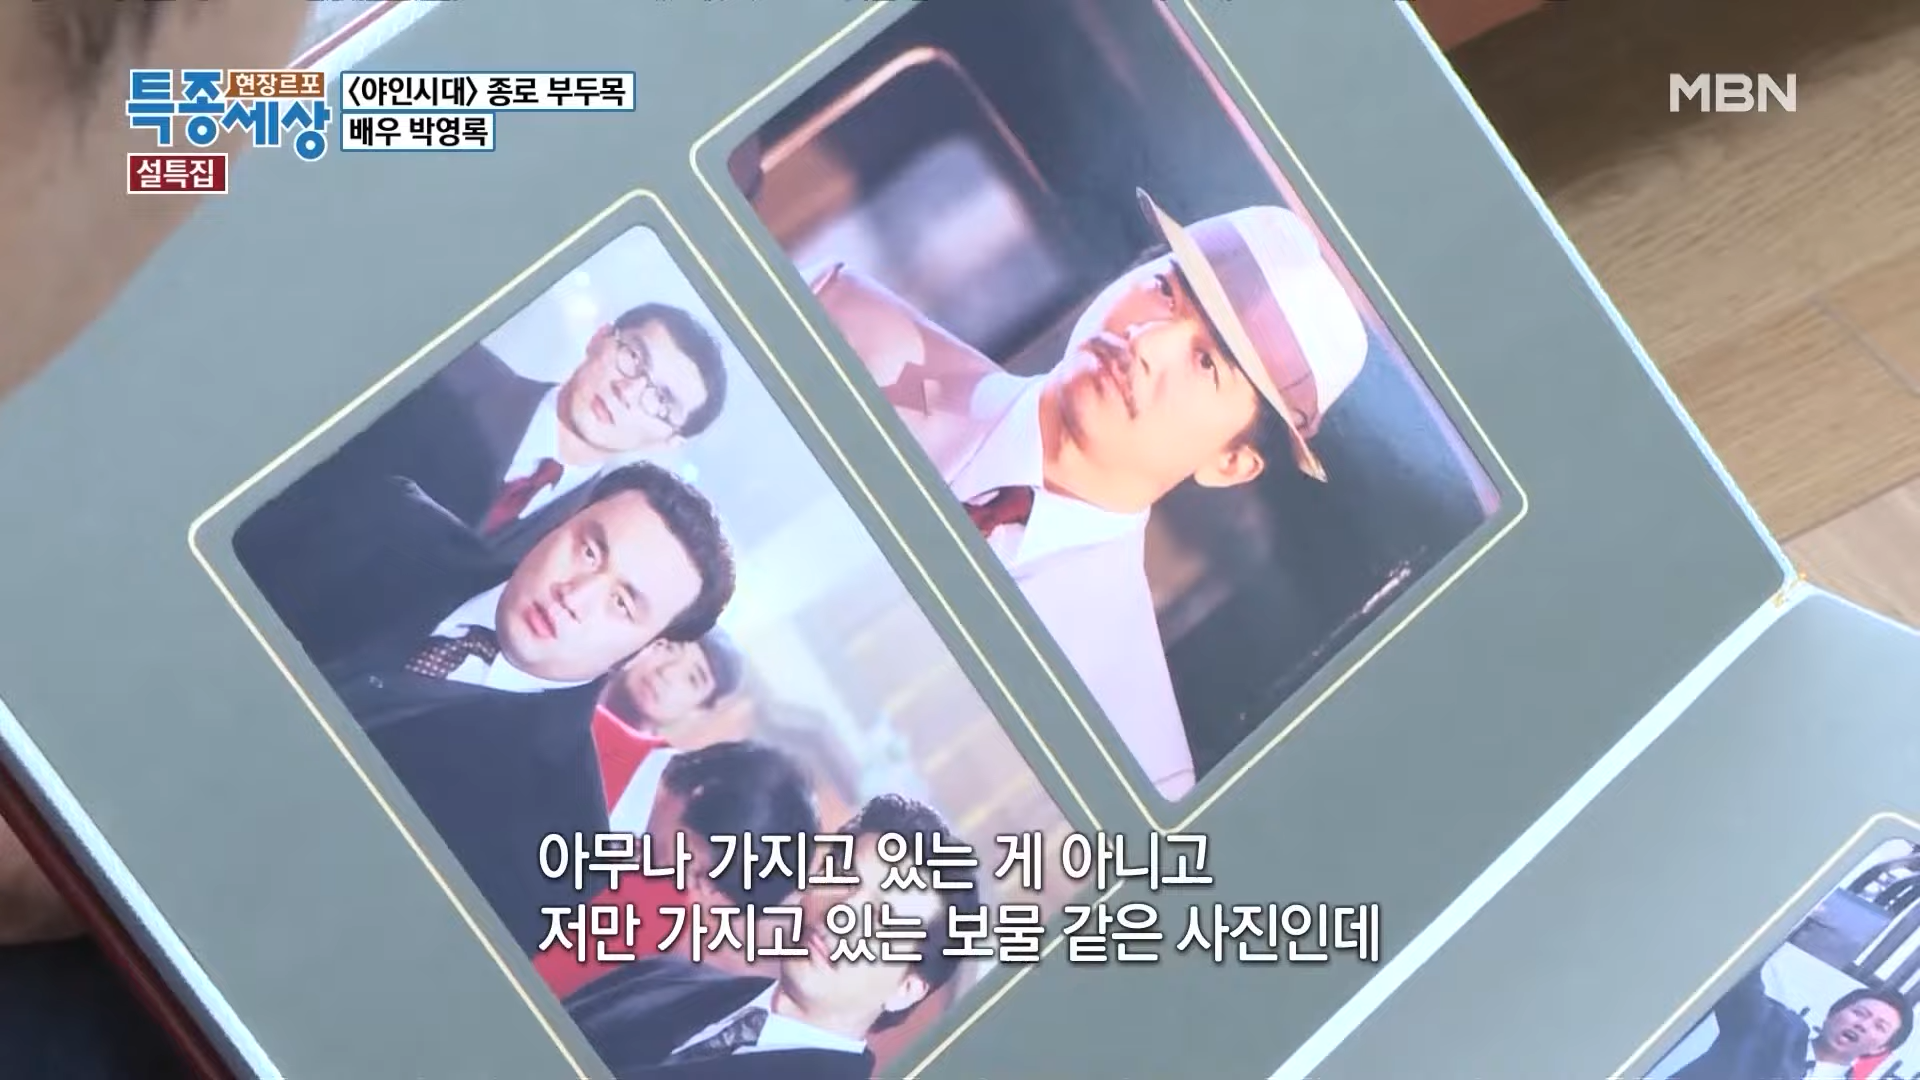 특종세상
현장르포
설특집
〈야인시대〉 종로 부두목
배우 박영록
MBN
아무나 가지고 있는 게 아니고
저만 가지고 있는 보물 같은 사진인데